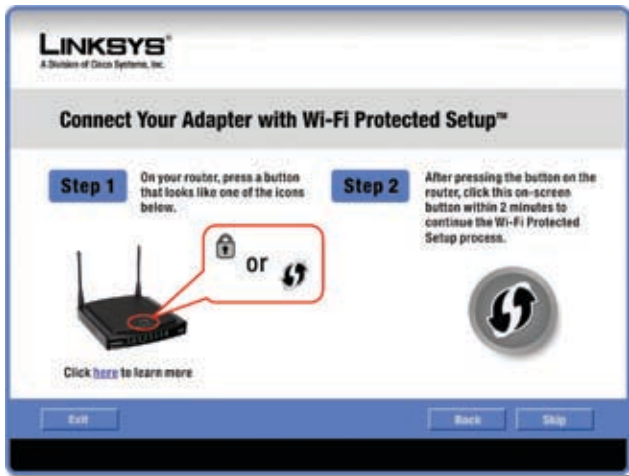 LINKSYS®
A Division of Cisco Systems, Inc.
Connect Your Adapter with Wi-Fi Protected Setup™
Step 1
On your router, press a button
that looks like one of the icons
below.
or
Click here to learn more
Step 2
After pressing the button on the
router, click this on-screen
button within 2 minutes to
continue the Wi-Fi Protected
Setup process.
Exit
Back
Skip